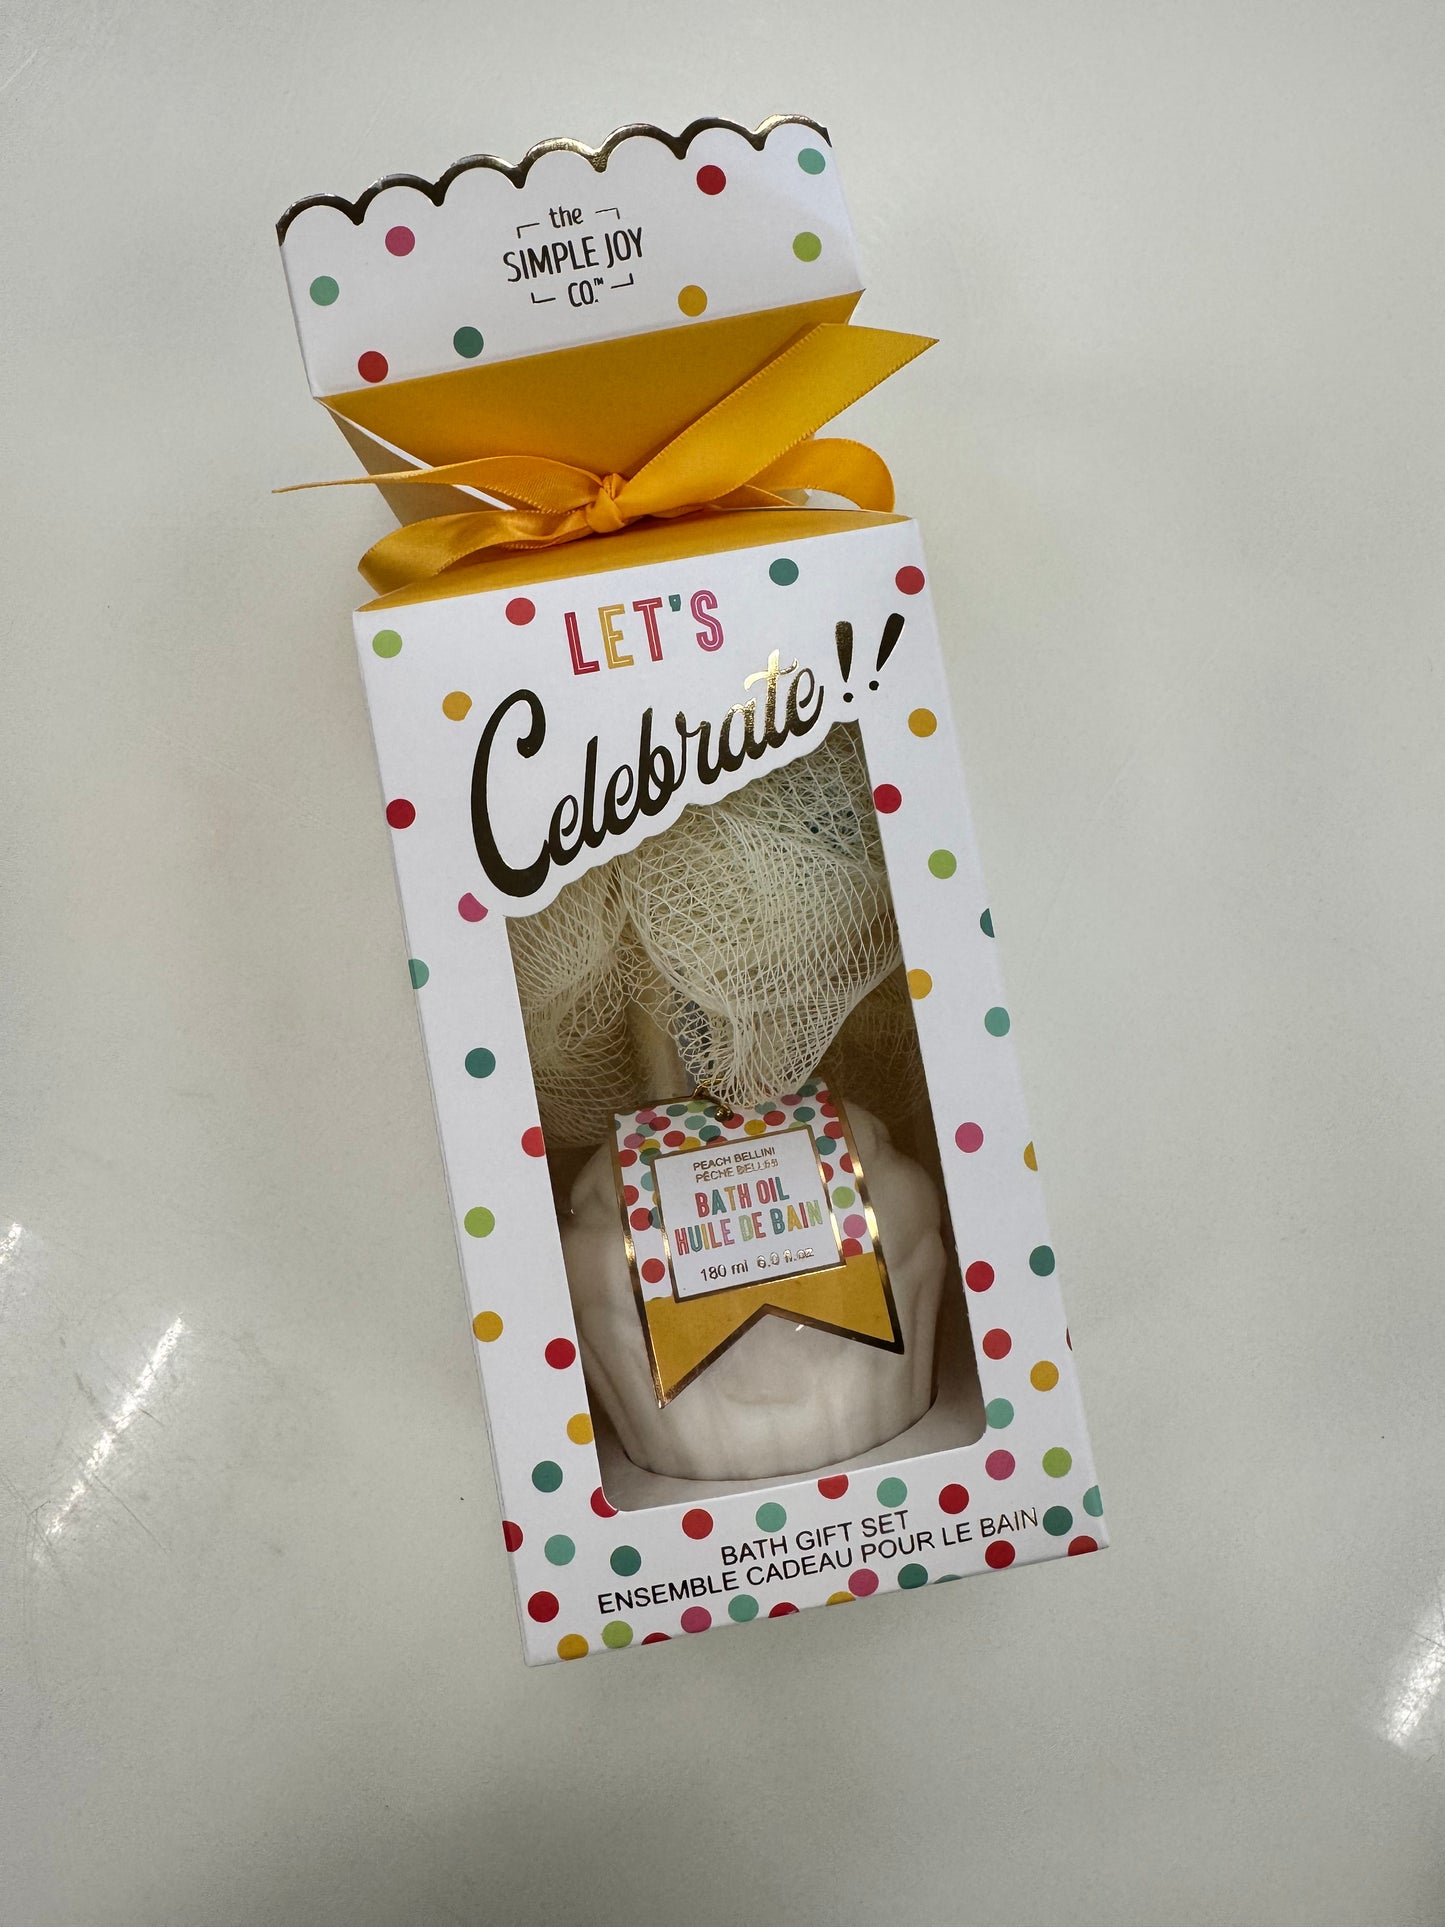 the
SIMPLE JOY
CO.™
LET'S
Celebrate!!
PEACH BELLINI
PÊCHE BELLINI
BATH OIL
HUILE DE BAIN
180 ml 6.0 fl.oz
BATH GIFT SET
ENSEMBLE CADEAU POUR LE BAIN